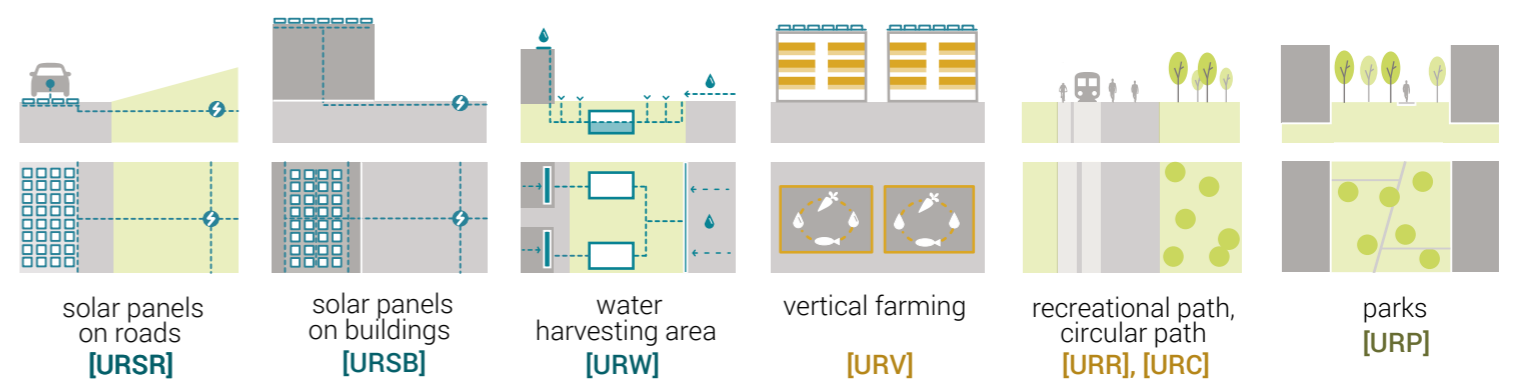 solar panels
on roads
[URSR]
solar panels
on buildings
[URSB]
water
harvesting area
[URW]
vertical farming
[URV]
recreational path,
circular path
[URR], [URC]
parks
[URP]